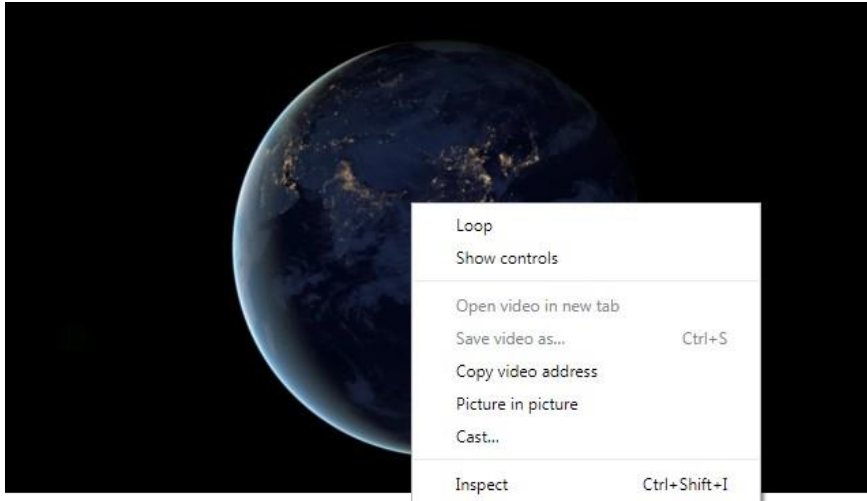 Loop
Show controls
Open video in new tab
Save video as... Ctrl+S
Copy video address
Picture in picture
Cast...
Inspect Ctrl+Shift+I